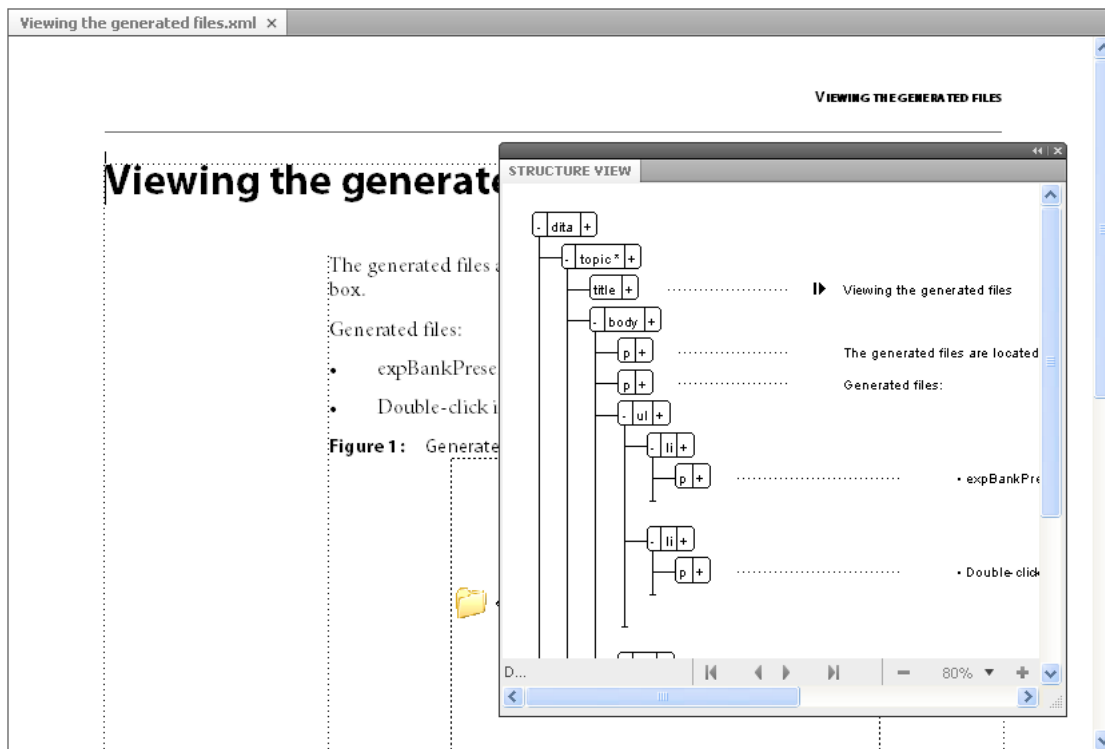 Viewing the generated files.xml ×
VIEWING THE GENERATED FILES
Viewing the generate
The generated files
box.
Generated files:
• expBankPrese
• Double-click i
Figure 1: Generate
STRUCTURE VIEW
- dita +
- topic* +
title + Viewing the generated files
- body +
p + The generated files are located
p + Generated files:
- ul +
- li +
p + • expBankPre
- li +
p + • Double-click
D... 80%